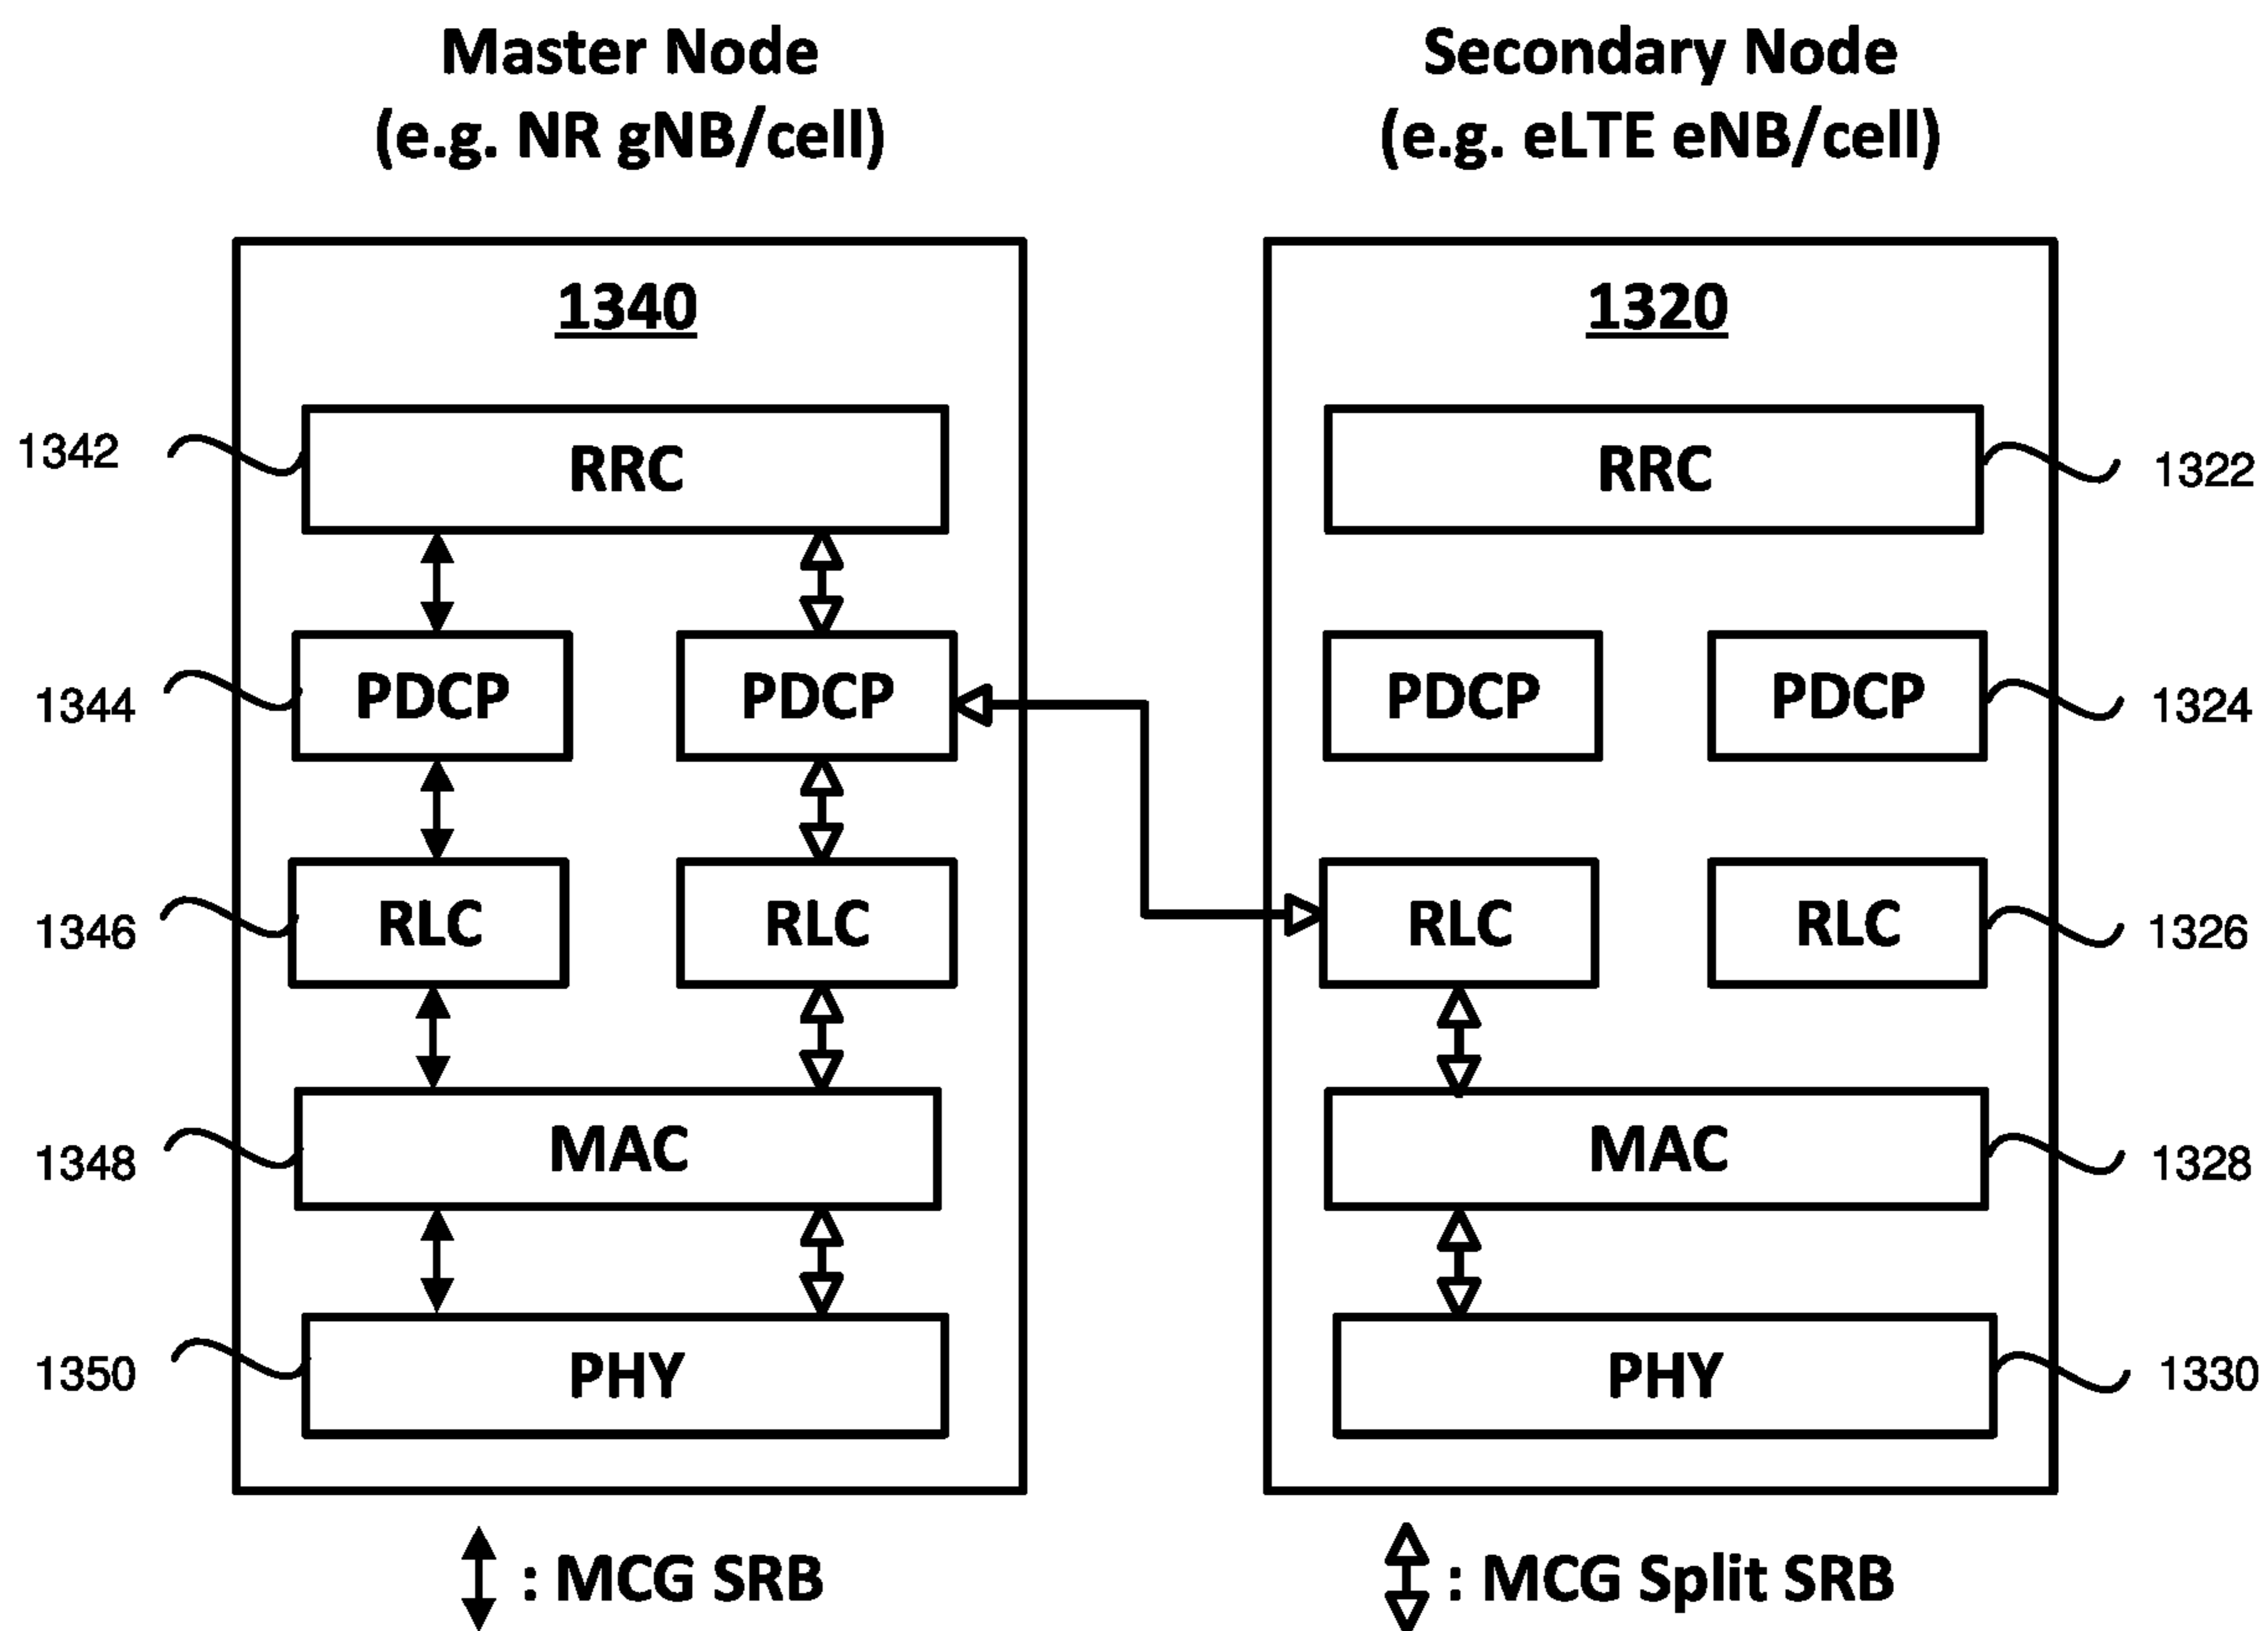 Master Node
(e.g. NR gNB/cell)
Secondary Node
(e.g. eLTE eNB/cell)
1340
1320
1342
RRC
RRC
1322
1344
PDCP
PDCP
PDCP
PDCP
1324
1346
RLC
RLC
RLC
RLC
1326
1348
MAC
MAC
1328
1350
PHY
PHY
1330
: MCG SRB
: MCG Split SRB